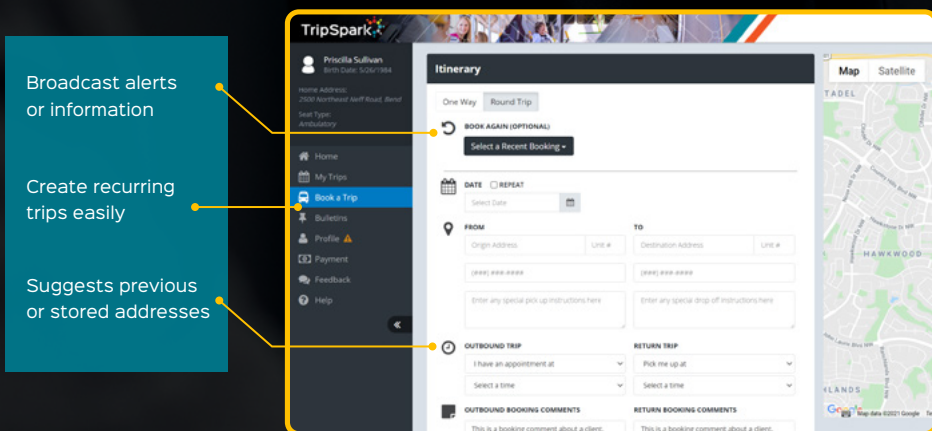 Broadcast alerts
or information
Create recurring
trips easily
Suggests previous
or stored addresses
TripSpark
Priscilla Sullivan
Birth Date: 5/26/1984
Home Address:
2500 Northeast Neff Road, Bend
Seat Type:
Ambulatory
Home
My Trips
Book a Trip
Bulletins
Profile
Payment
Feedback
Help
Itinerary
One Way Round Trip
BOOK AGAIN (OPTIONAL)
Select a Recent Booking
DATE REPEAT
Select Date
FROM TO
Origin Address Unit # Destination Address Unit #
(###) ###-#### (###) ###-####
Enter any special pick up instructions here Enter any special drop off instructions here
OUTBOUND TRIP RETURN TRIP
I have an appointment at Pick me up at
Select a time Select a time
OUTBOUND BOOKING COMMENTS RETURN BOOKING COMMENTS
This is a booking comment about a client. This is a booking comment about a client.
Map Satellite
TADEL
HAWKWOOD
HLANDS
Google Map data ©2021 Google